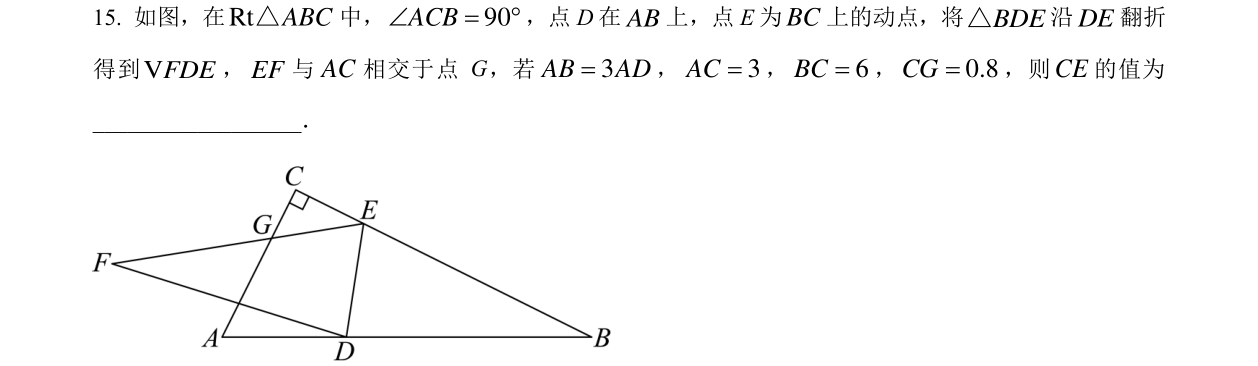 15. 如图，在Rt△ABC中，∠ACB=90°，点D在AB上，点E为BC上的动点，将△BDE沿DE翻折
得到VFDE，EF与AC相交于点G，若AB=3AD，AC=3，BC=6，CG=0.8，则CE的值为
________________.
C
E
G
F
A
D
B